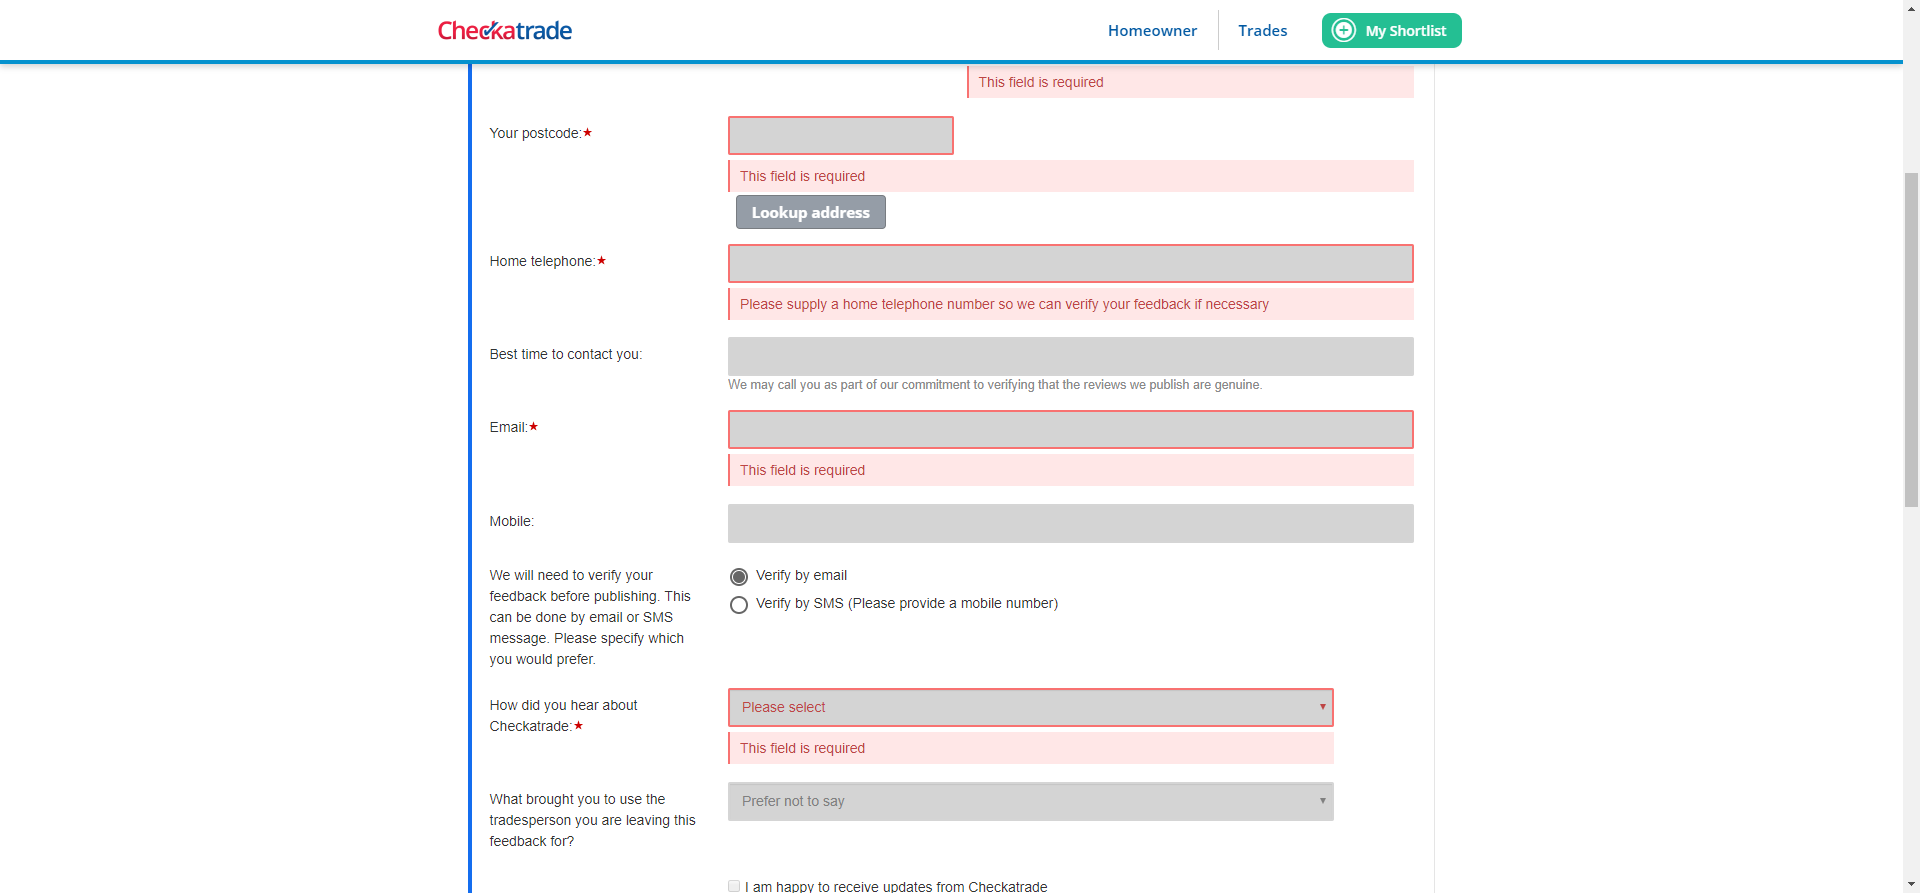 Checkatrade
Homeowner
Trades
My Shortlist
This field is required
Your postcode:★
This field is required
Lookup address
Home telephone:★
Please supply a home telephone number so we can verify your feedback if necessary
Best time to contact you:
We may call you as part of our commitment to verifying that the reviews we publish are genuine.
Email:★
This field is required
Mobile:
We will need to verify your
feedback before publishing. This
can be done by email or SMS
message. Please specify which
you would prefer.
Verify by email
Verify by SMS (Please provide a mobile number)
How did you hear about
Checkatrade:★
Please select
This field is required
What brought you to use the
tradesperson you are leaving this
feedback for?
Prefer not to say
I am happy to receive updates from Checkatrade